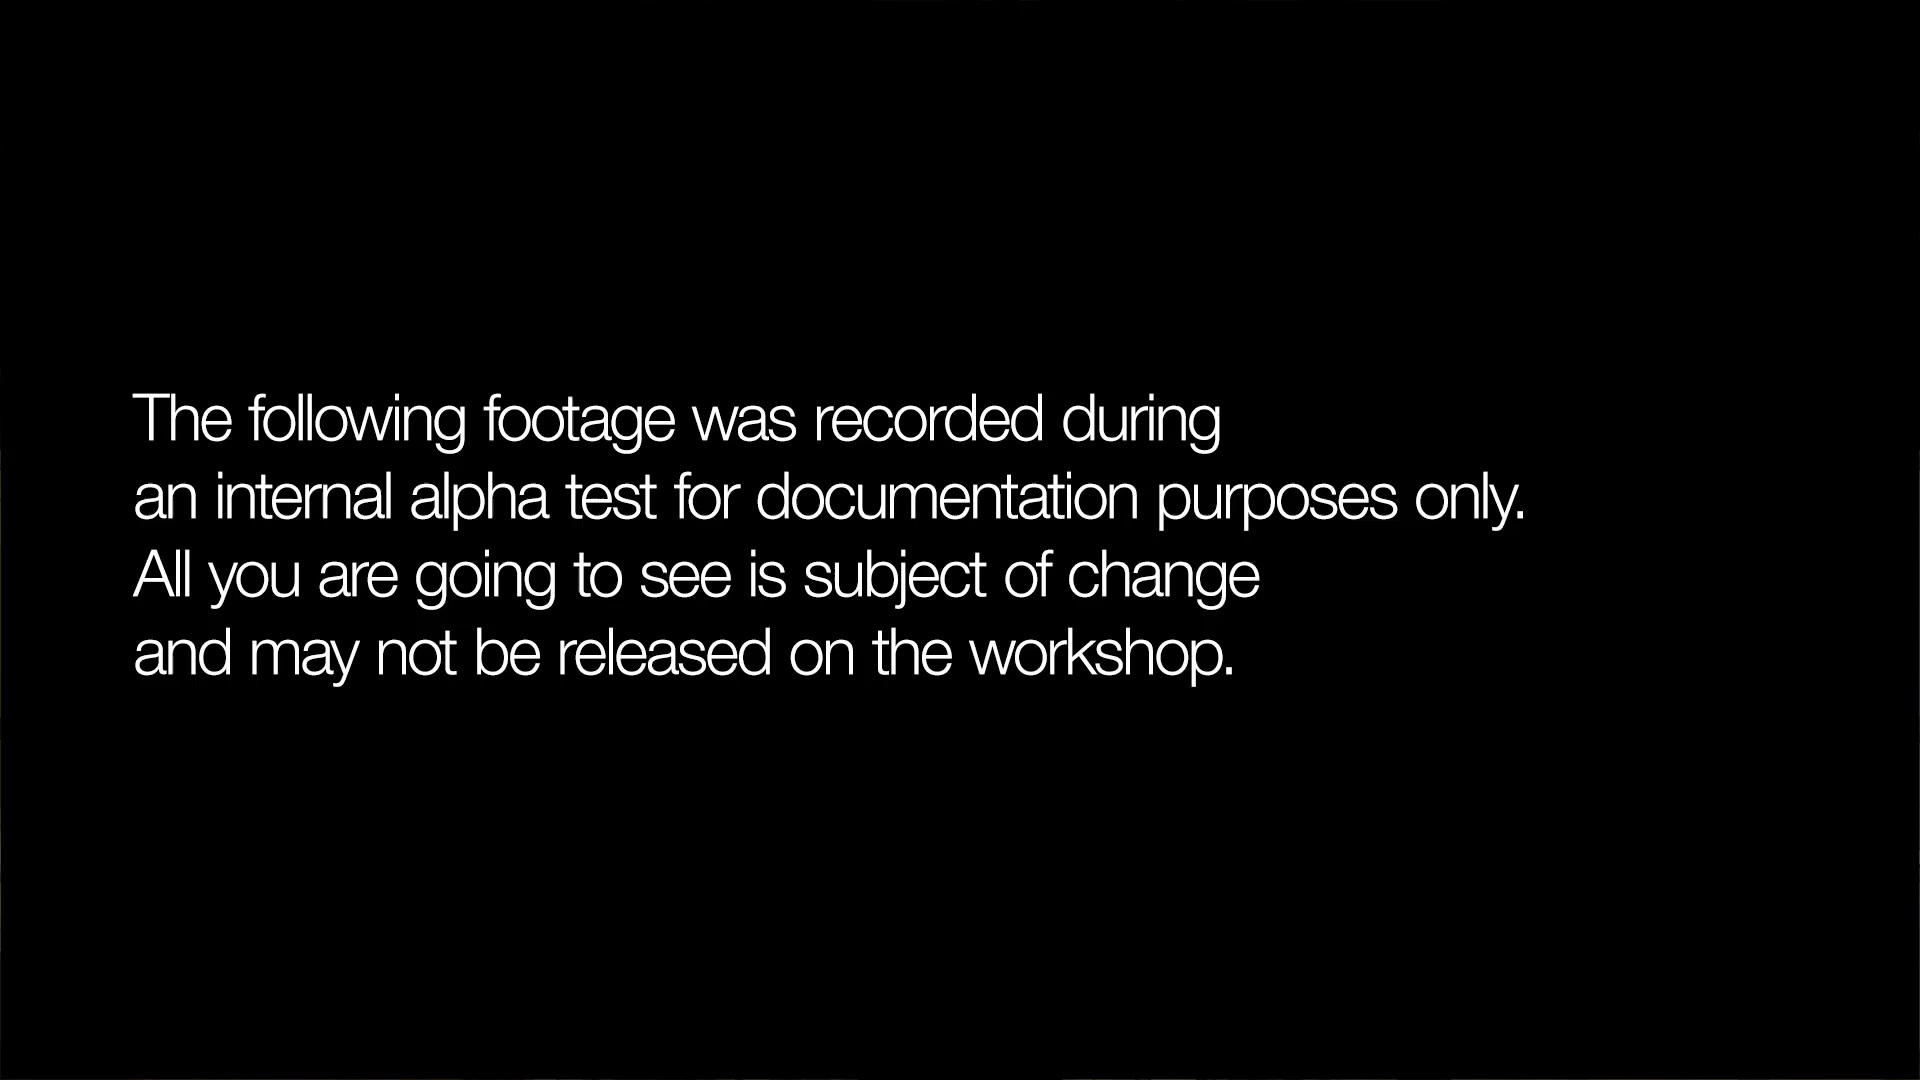 The following footage was recorded during
an internal alpha test for documentation purposes only.
All you are going to see is subject of change
and may not be released on the workshop.